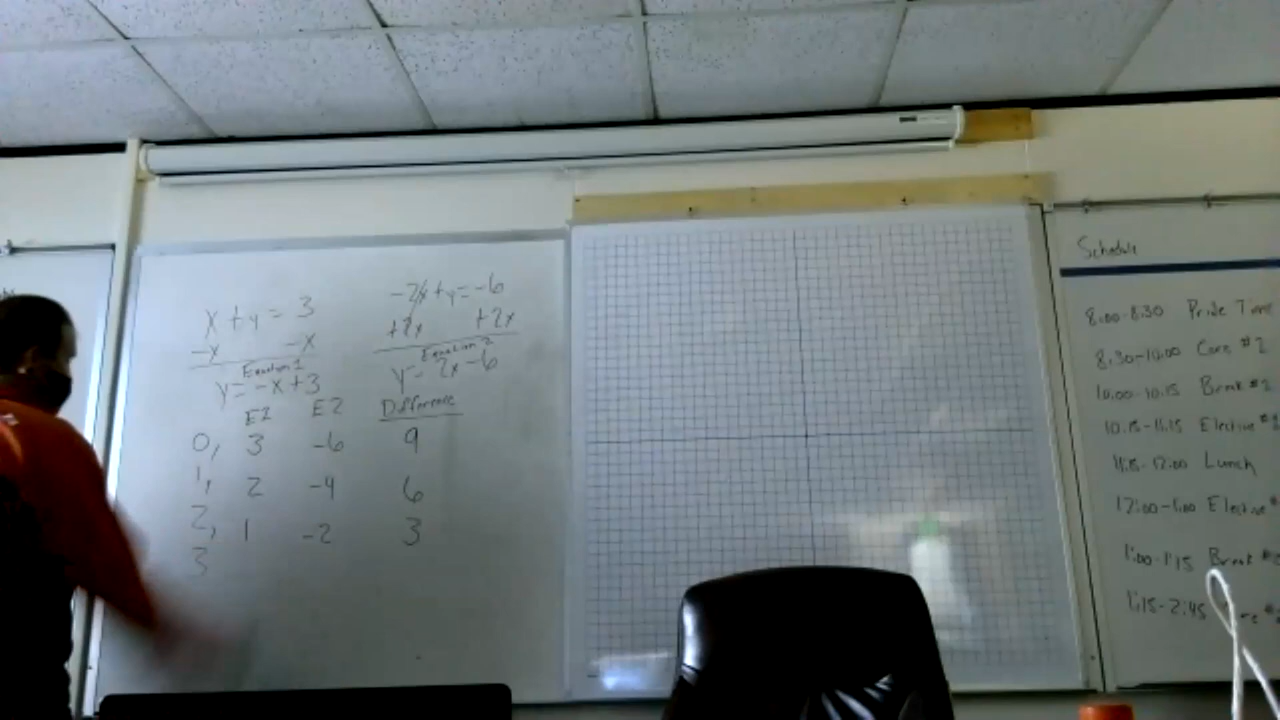 x + y = 3
-x -x
Equation 1
y = -x + 3
-2x + y = -6
+2x +2x
Equation 2
y = 2x - 6
E1 E2 Difference
0, 3 -6 9
1, 2 -4 6
2, 1 -2 3
3
Schedule
8:00-8:30 Pride Time
8:30-10:00 Core #2
10:00-10:15 Break #2
10:15-11:15 Elective #
11:15-12:00 Lunch
12:00-1:00 Elective #
1:00-1:15 Break #2
1:15-2:45